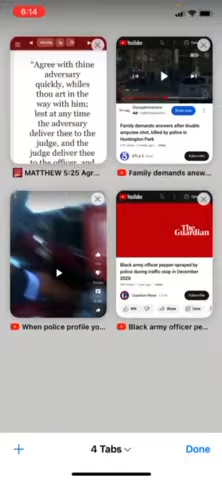 6:14
"Agree with thine
adversary
quickly, whiles
thou art in the
way with him;
lest at any time
the adversary
deliver thee to
the judge, and the
judge deliver thee
to the officer, and
MATTHEW 5:25 Agr...
YouTube
Book now
Family demands answers after double
amputee shot, killed by police in
Huntington Park
Subscribe
Family demands answ...
When police profile yo...
YouTube
The
Guardian
Black army officer pepper-sprayed by
police during traffic stop in December
2020
Guardian News
Subscribe
Share
Black army officer pe...
4 Tabs
Done